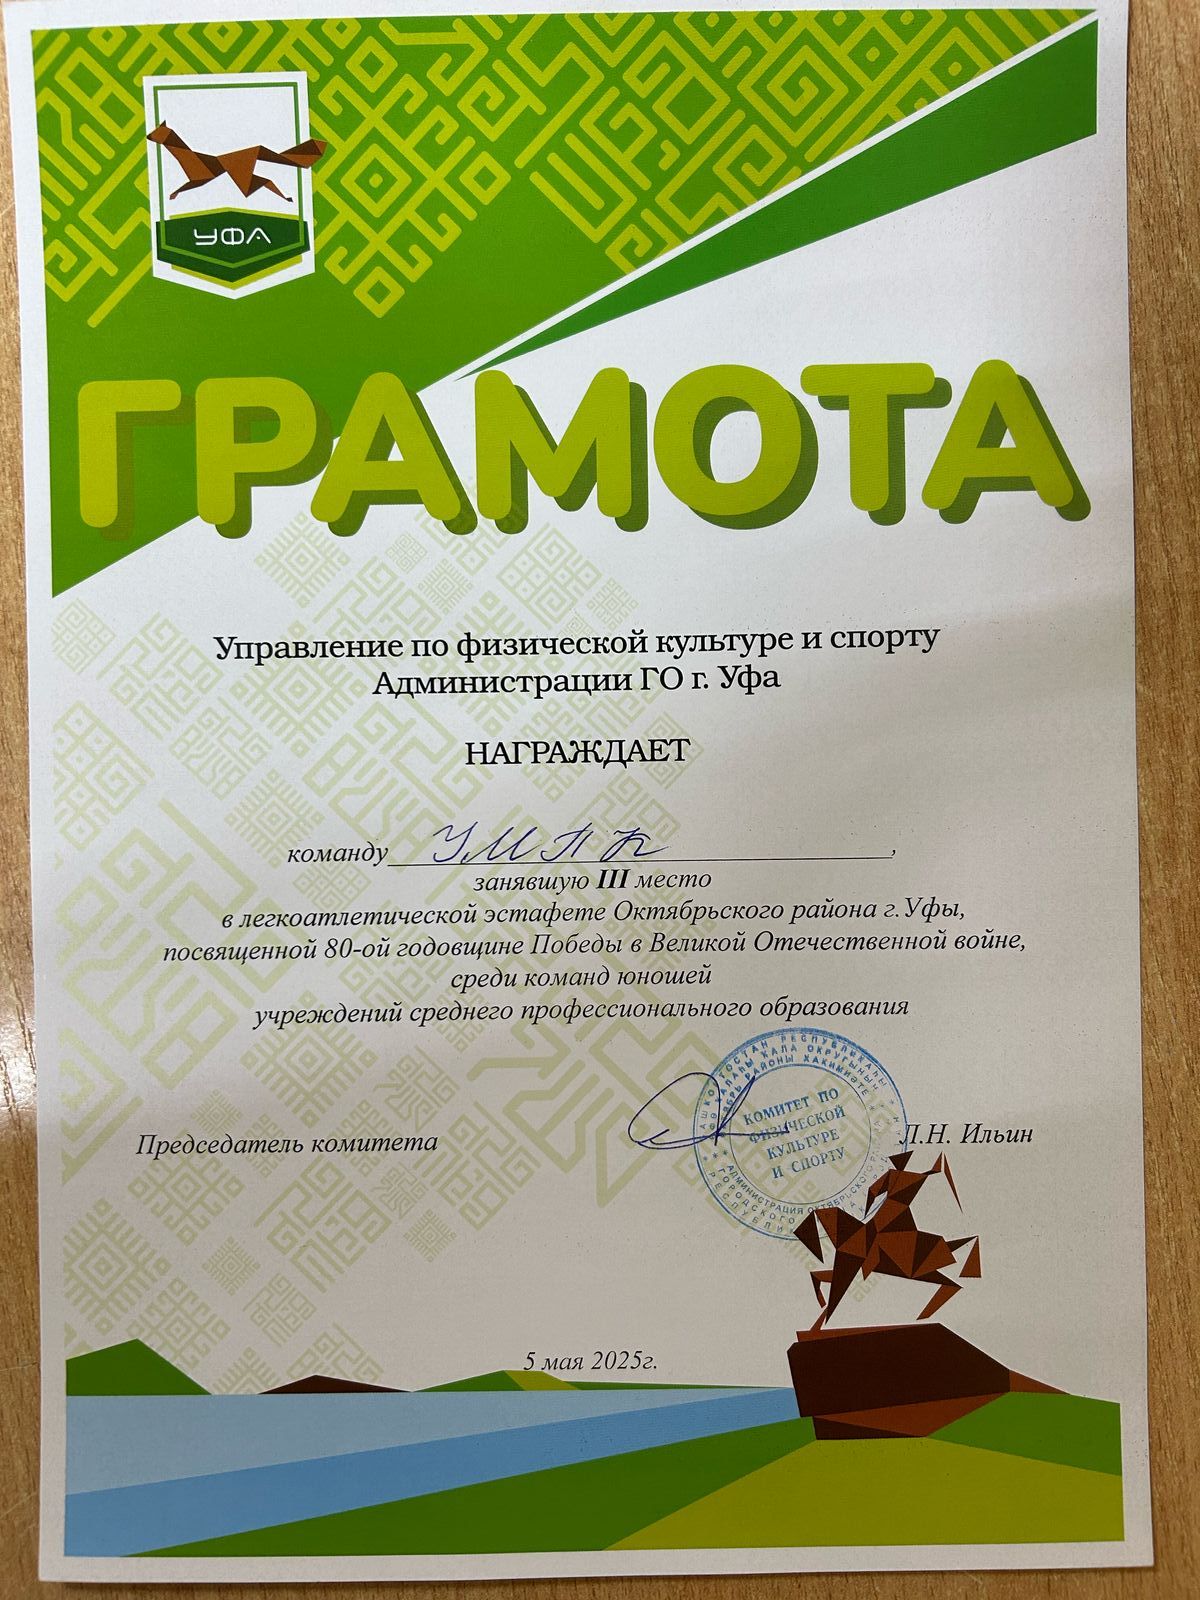 УФА
ГРАМОТА
Управление по физической культуре и спорту
Администрации ГО г. Уфа
НАГРАЖДАЕТ
команду УМПК,
занявшую III место
в легкоатлетической эстафете Октябрьского района г. Уфы,
посвященной 80-ой годовщине Победы в Великой Отечественной войне,
среди команд юношей
учреждений среднего профессионального образования
Председатель комитета
Л.Н. Ильин
КОМИТЕТ ПО
ФИЗИЧЕСКОЙ
КУЛЬТУРЕ
И СПОРТУ
5 мая 2025г.